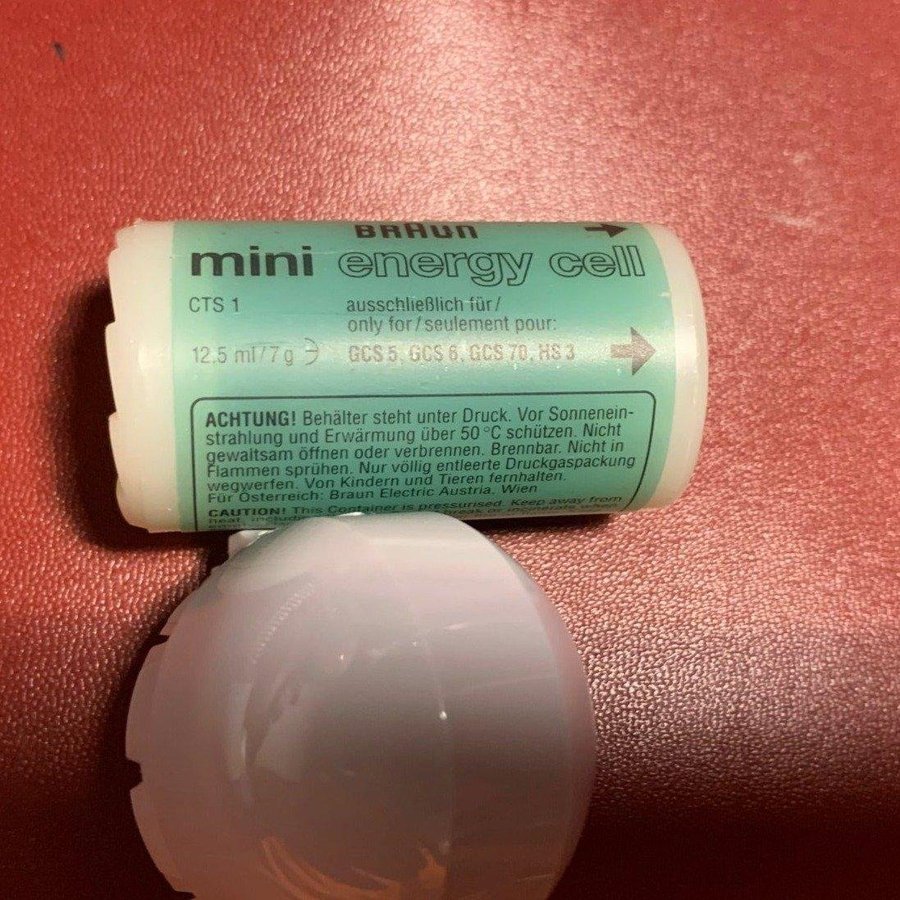 BRAUN
mini energy cell
CTS 1
ausschließlich für/
only for/seulement pour:
12.5 ml/7 g ℮ GCS 5, GCS 6, GCS 70, HS 3
ACHTUNG! Behälter steht unter Druck. Vor Sonnenein-
strahlung und Erwärmung über 50 °C schützen. Nicht
gewaltsam öffnen oder verbrennen. Brennbar. Nicht in
Flammen sprühen. Nur völlig entleerte Druckgaspackung
wegwerfen. Von Kindern und Tieren fernhalten.
Für Österreich: Braun Electric Austria, Wien
CAUTION! This Container is pressurised. Keep away from
heat